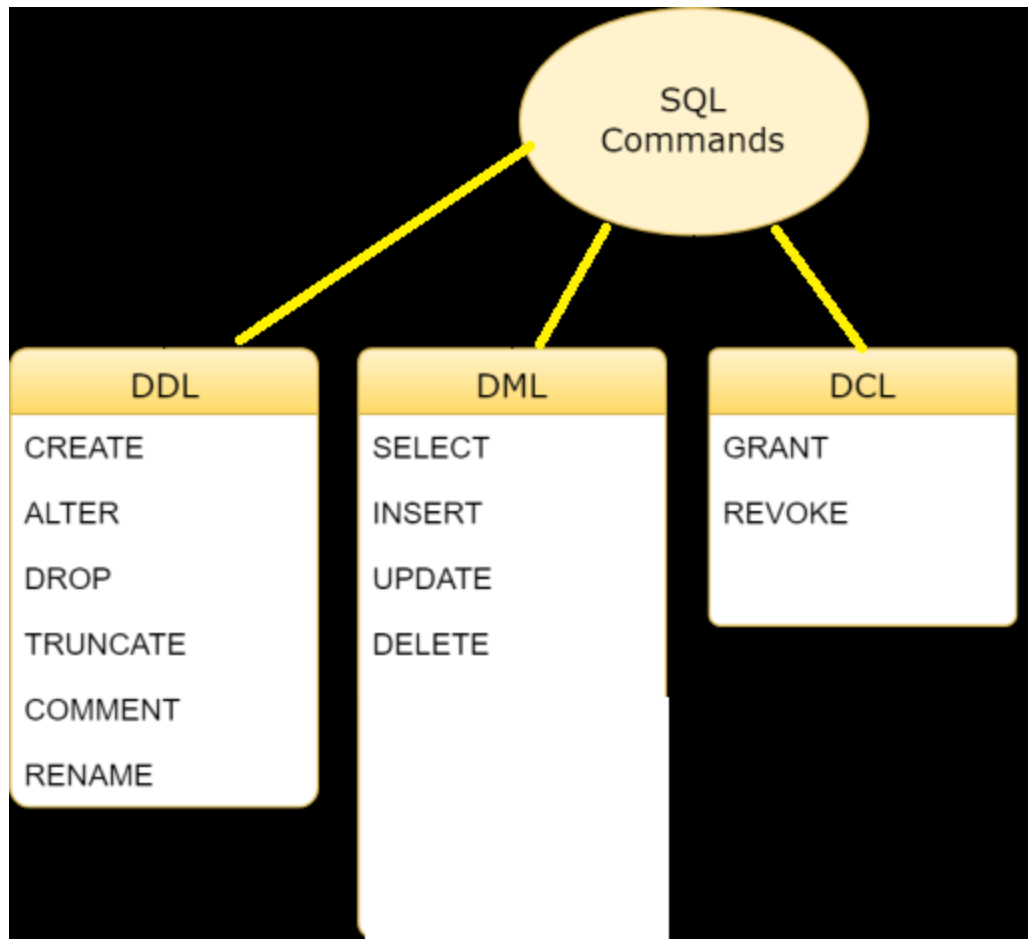 SQL
Commands
DDL
CREATE
ALTER
DROP
TRUNCATE
COMMENT
RENAME
DML
SELECT
INSERT
UPDATE
DELETE
DCL
GRANT
REVOKE